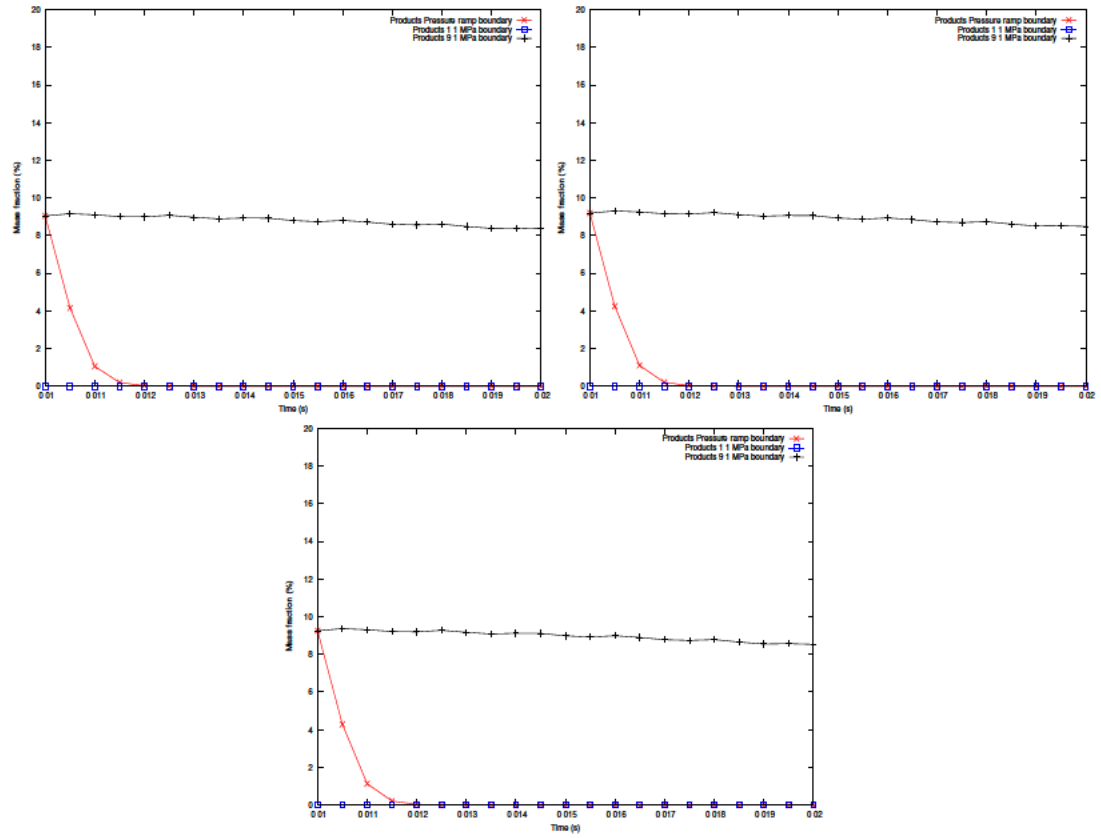 Products Pressure ramp boundary
Products 1 1 MPa boundary
Products 9 1 MPa boundary
20
18
16
14
12
10
8
6
4
2
0
Mass fraction (%)
0 01 0 011 0 012 0 013 0 014 0 015 0 016 0 017 0 018 0 019 0 02
Time (s)
Products Pressure ramp boundary
Products 1 1 MPa boundary
Products 9 1 MPa boundary
20
18
16
14
12
10
8
6
4
2
0
Mass fraction (%)
0 01 0 011 0 012 0 013 0 014 0 015 0 016 0 017 0 018 0 019 0 02
Time (s)
Products Pressure ramp boundary
Products 1 1 MPa boundary
Products 9 1 MPa boundary
20
18
16
14
12
10
8
6
4
2
0
Mass fraction (%)
0 01 0 011 0 012 0 013 0 014 0 015 0 016 0 017 0 018 0 019 0 02
Time (s)